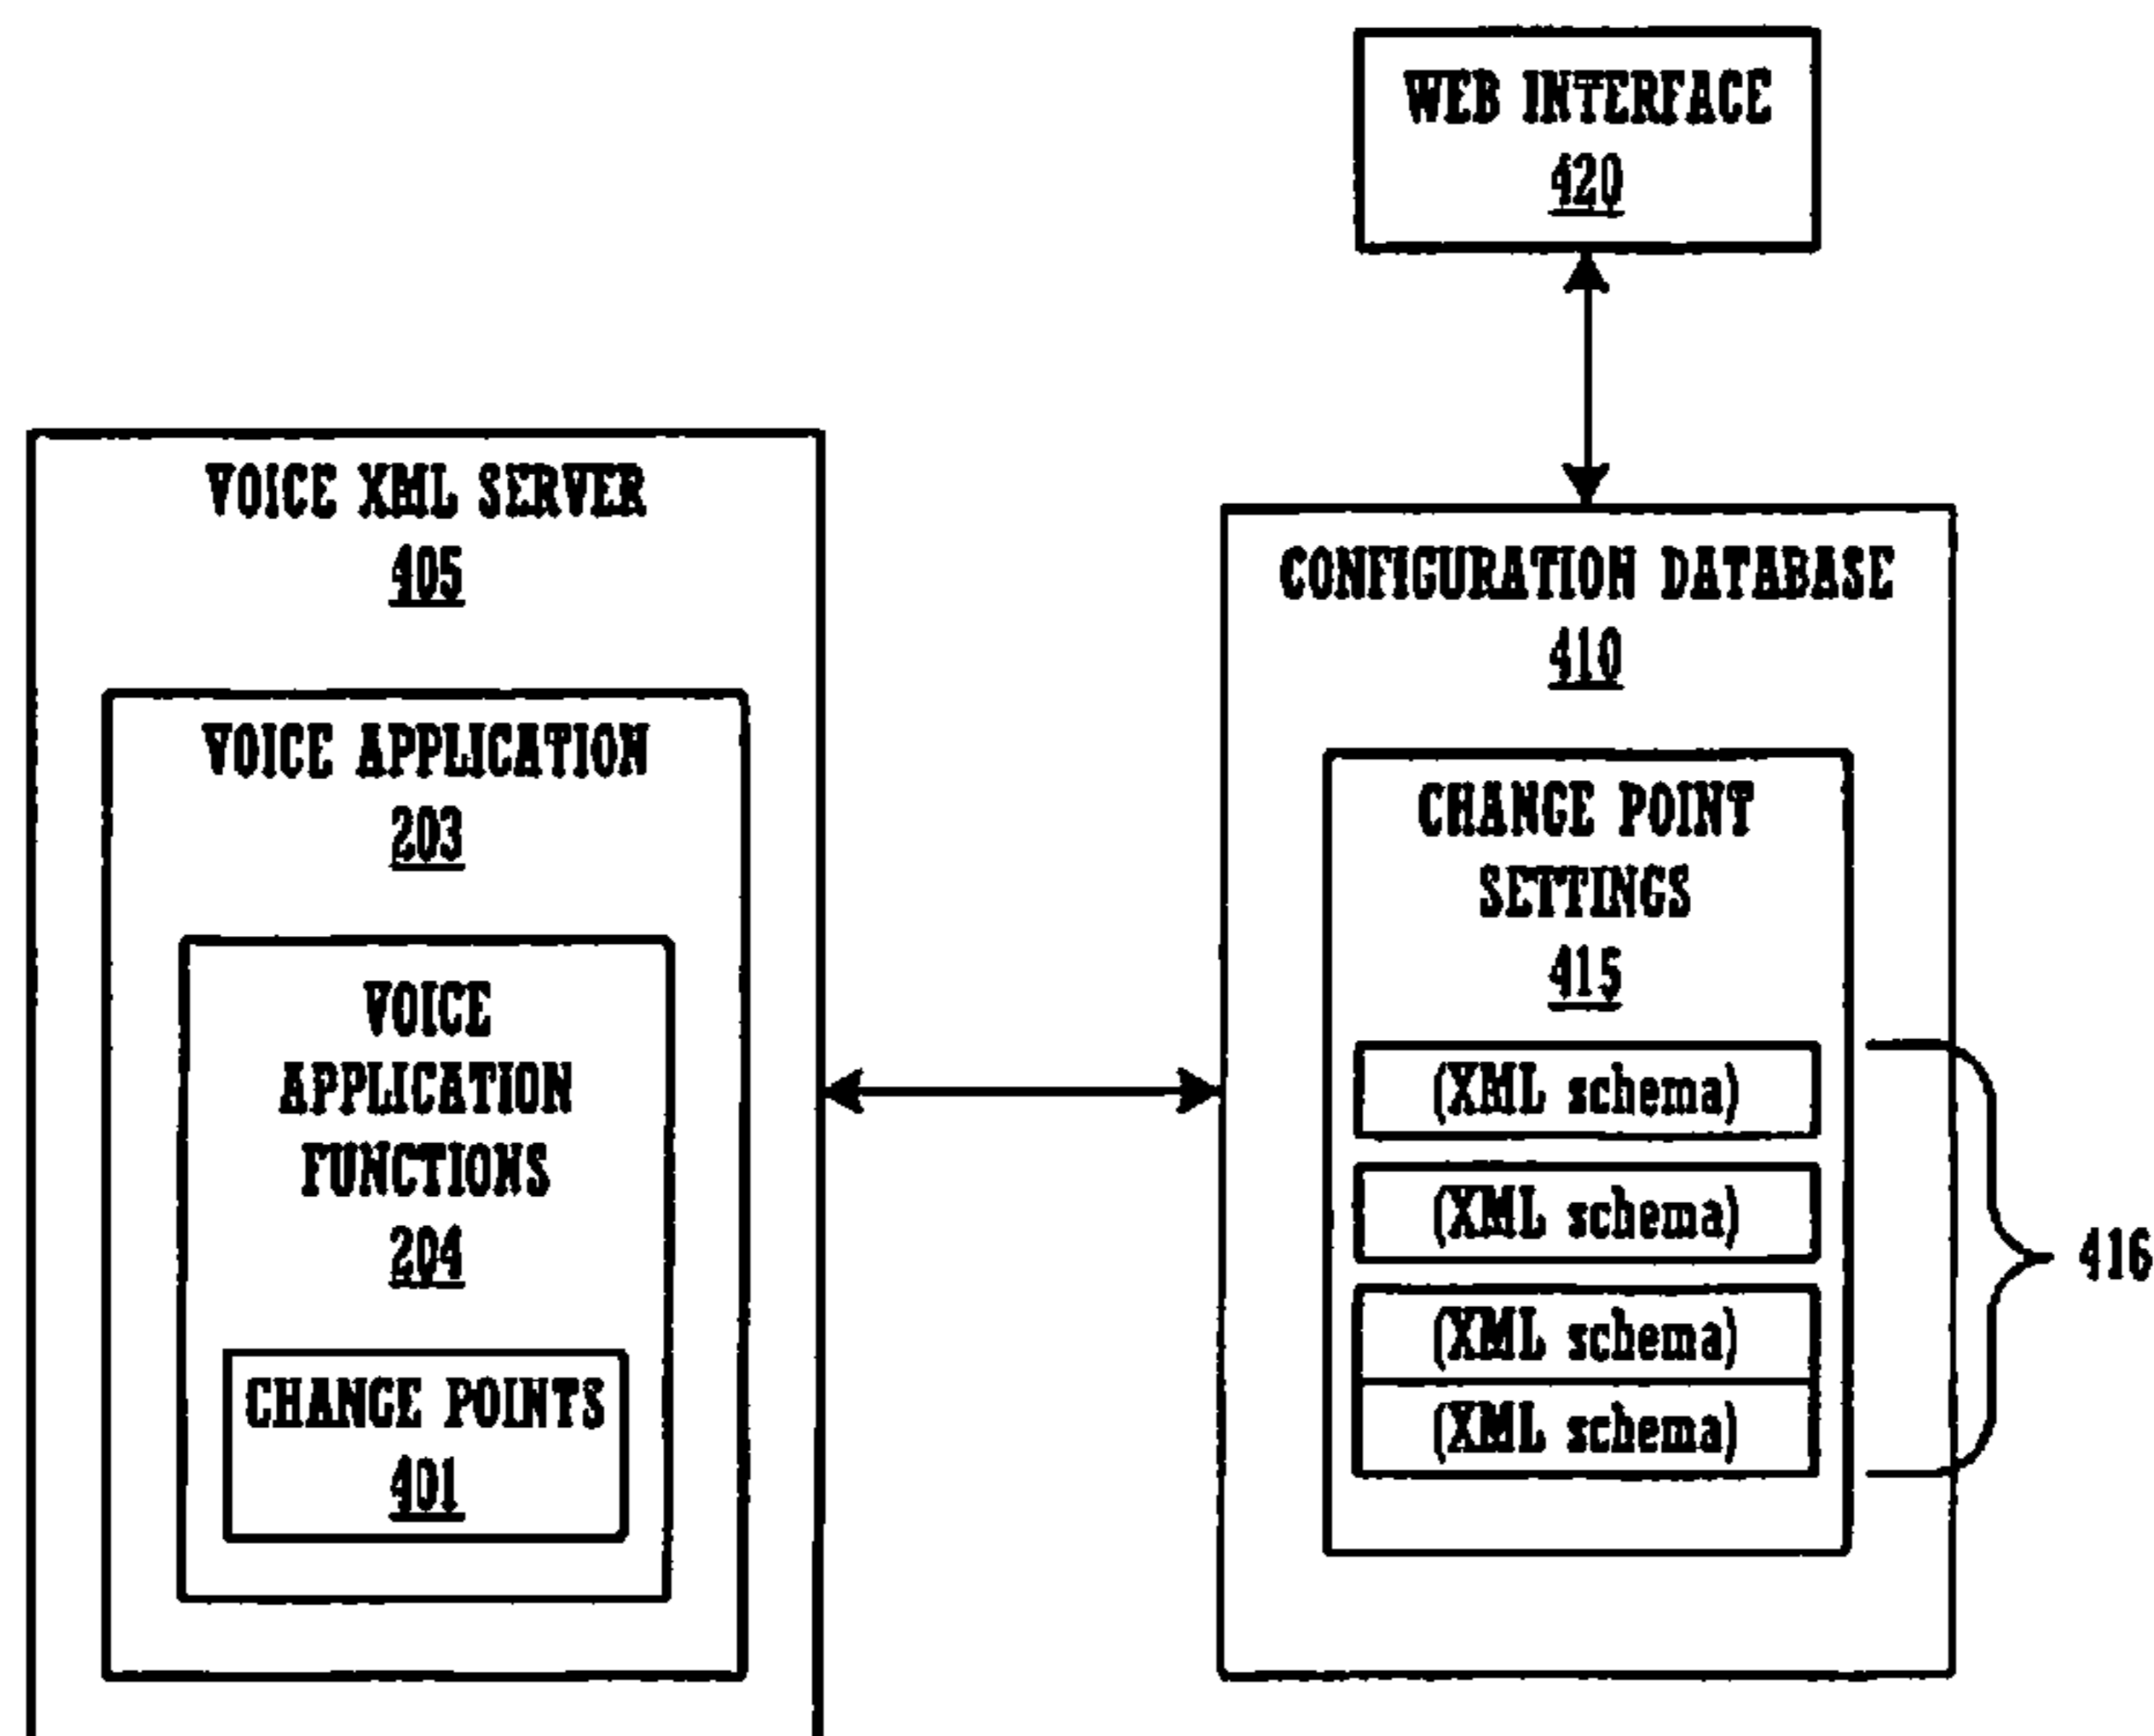 WEB INTERFACE
420
VOICE XML SERVER
405
VOICE APPLICATION
203
VOICE
APPLICATION
FUNCTIONS
204
CHANGE POINTS
401
CONFIGURATION DATABASE
410
CHANGE POINT
SETTINGS
415
(XML schema)
(XML schema)
(XML schema)
(XML schema)
416